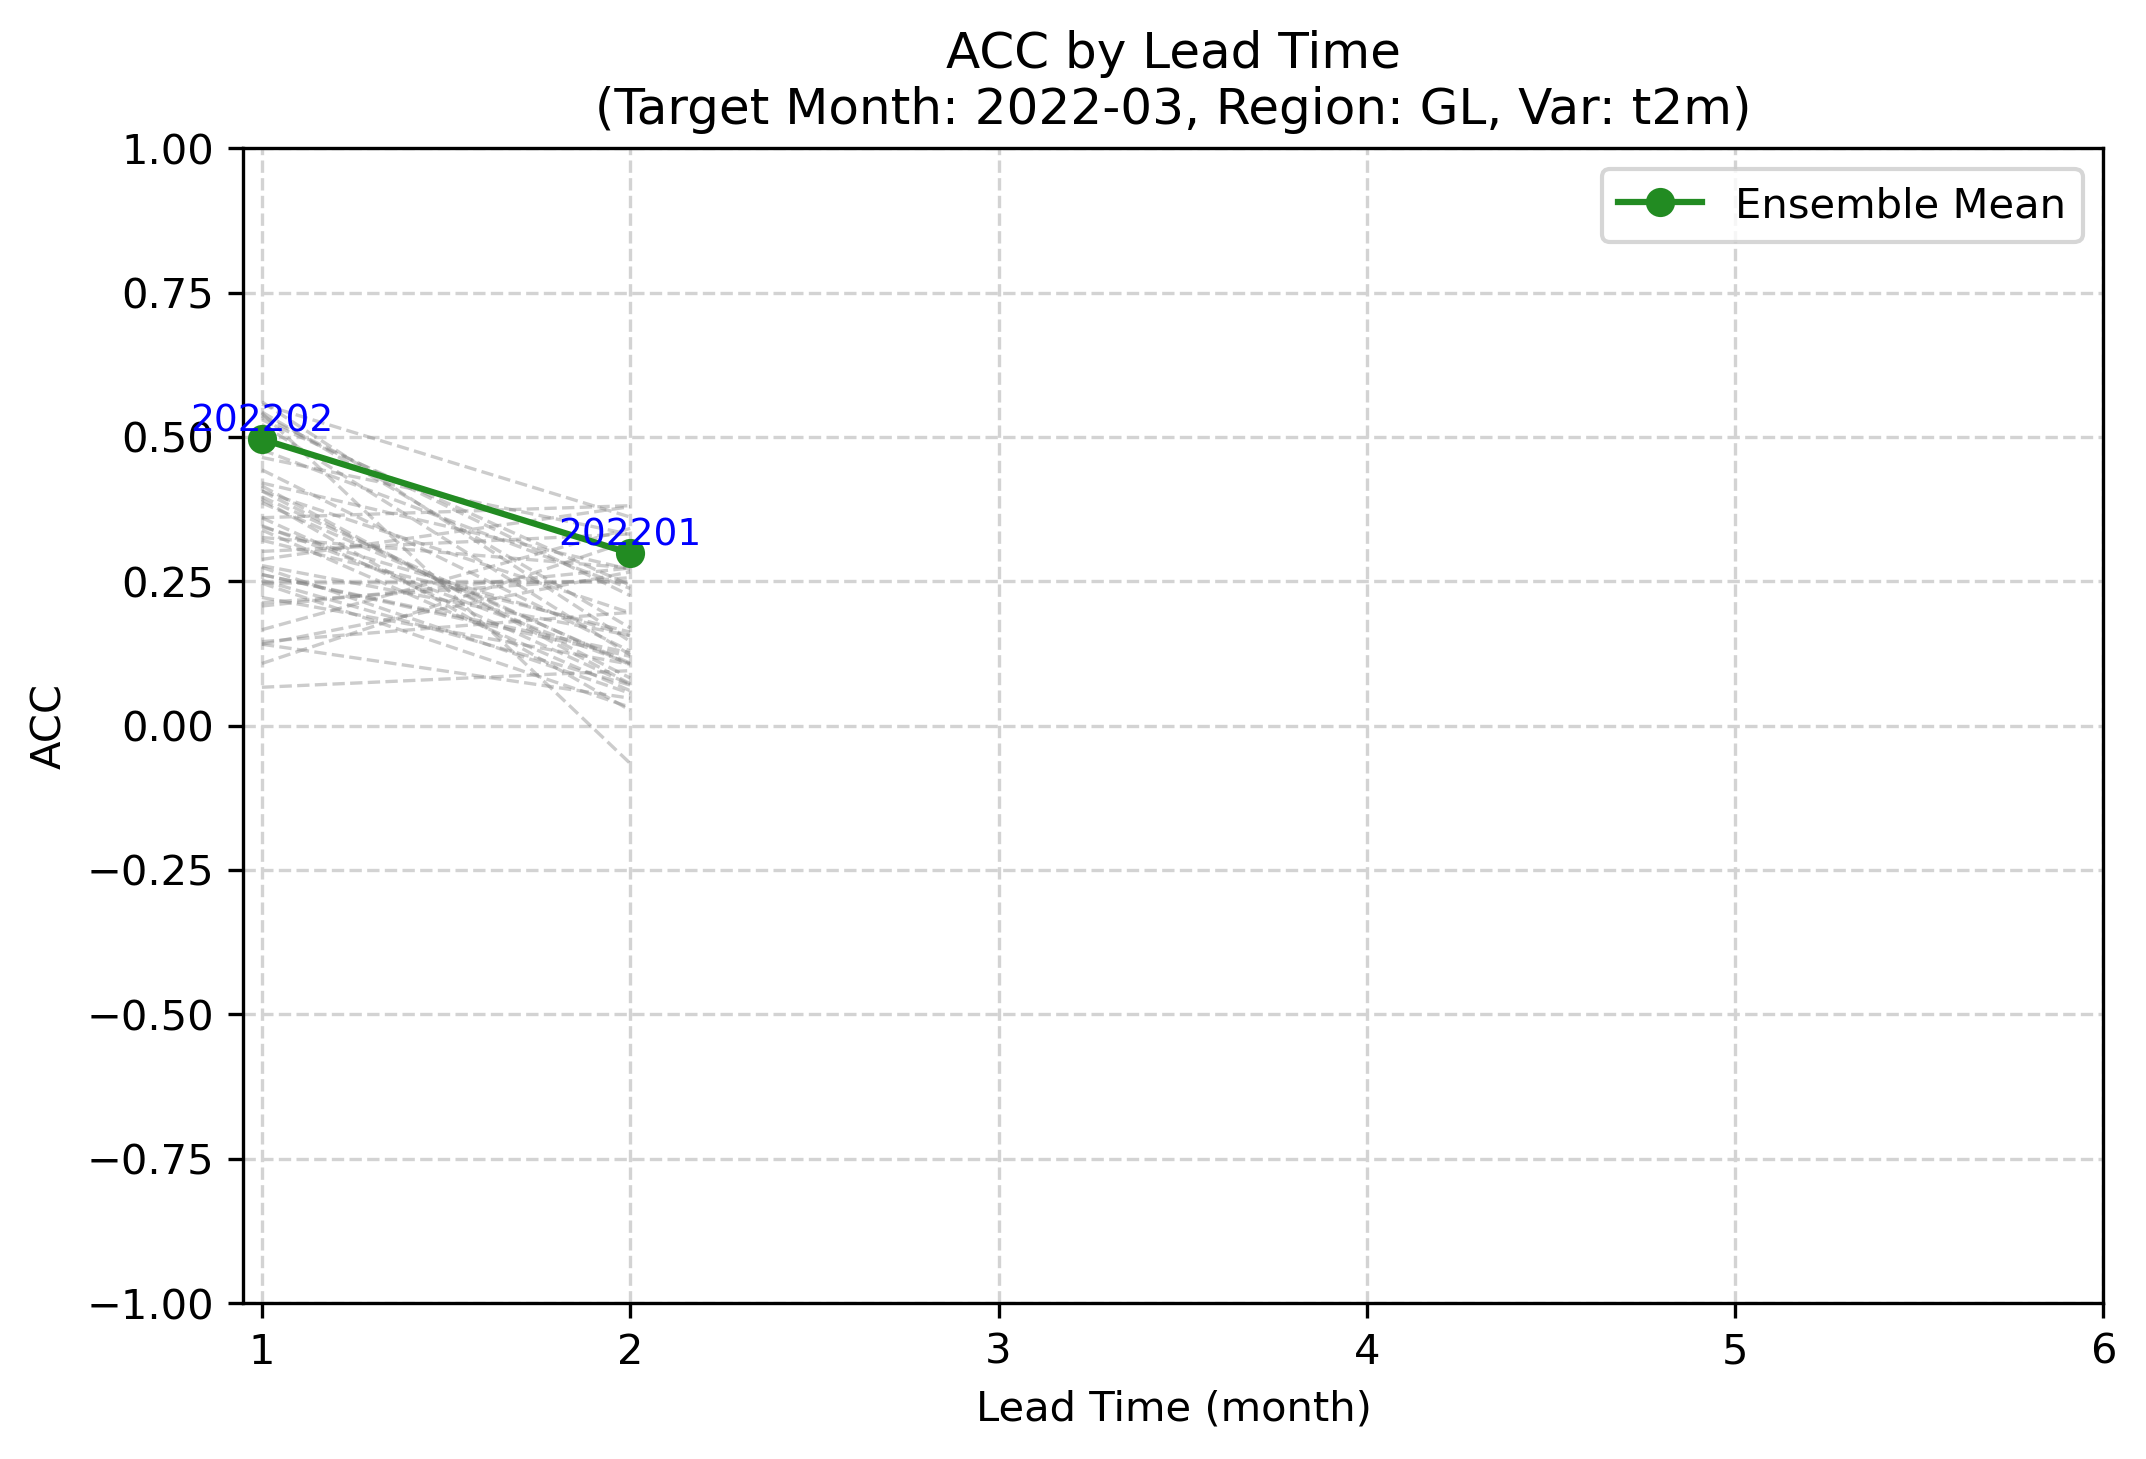 ACC by Lead Time
(Target Month: 2022-03, Region: GL, Var: t2m)
Ensemble Mean
1.00
0.75
0.50
0.25
0.00
−0.25
−0.50
−0.75
−1.00
ACC
202202
202201
1 2 3 4 5 6
Lead Time (month)